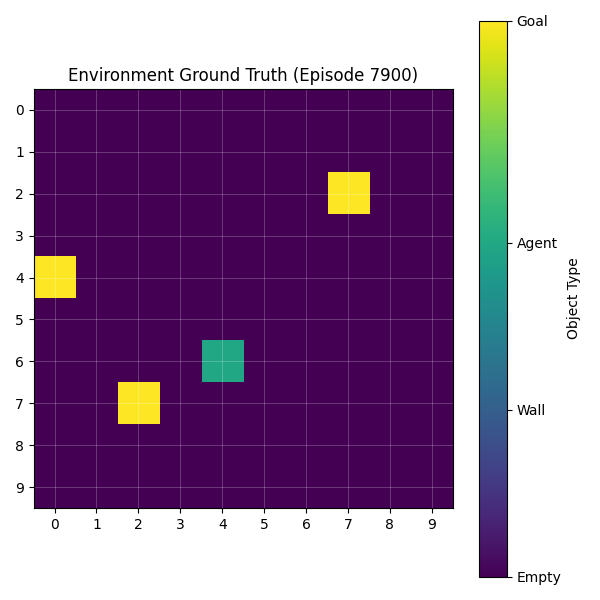 Environment Ground Truth (Episode 7900)
0
1
2
3
4
5
6
7
8
9
0 1 2 3 4 5 6 7 8 9
Goal
Agent
Wall
Empty
Object Type